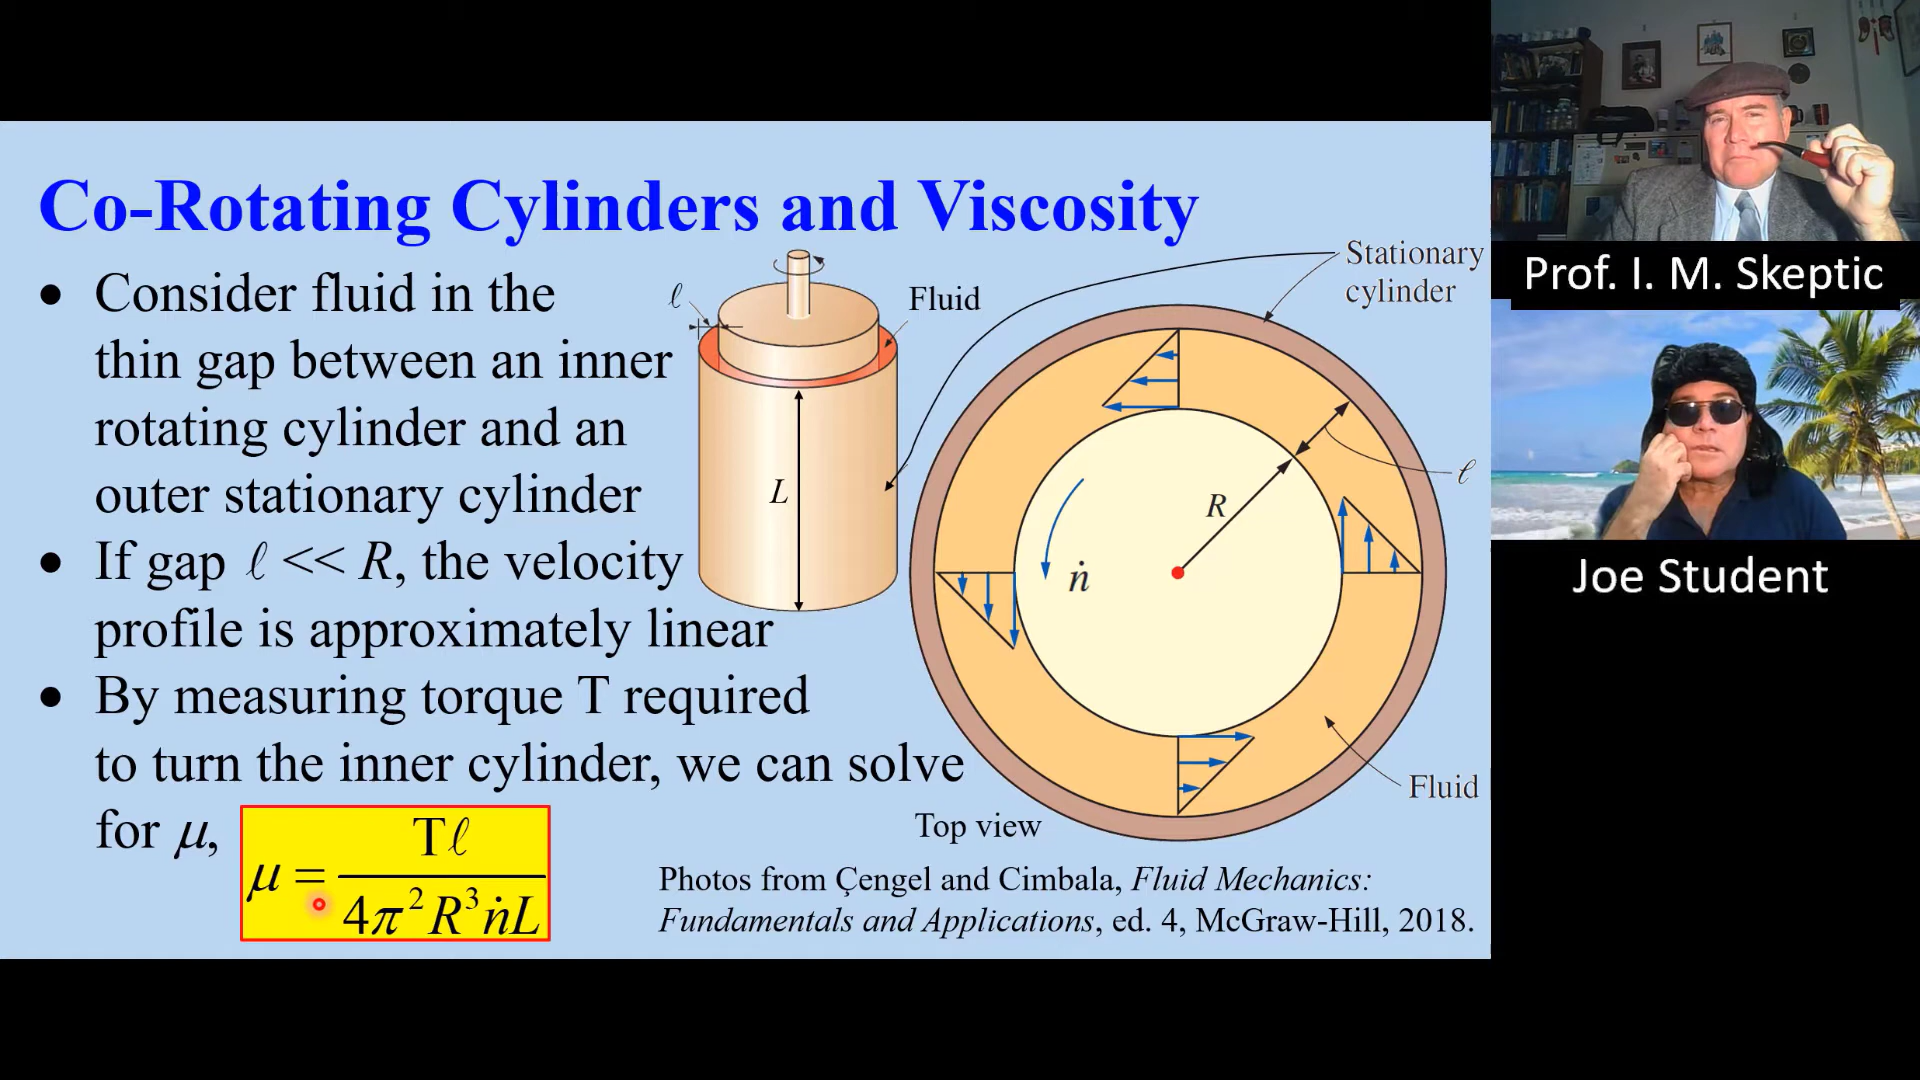 Co-Rotating Cylinders and Viscosity
• Consider fluid in the
thin gap between an inner
rotating cylinder and an
outer stationary cylinder
• If gap ℓ << R, the velocity
profile is approximately linear
• By measuring torque T required
to turn the inner cylinder, we can solve
for μ,
μ = Tℓ / 4π²R³ṅL
ℓ
Fluid
L
Stationary
cylinder
R
ℓ
ṅ
Fluid
Top view
Photos from Çengel and Cimbala, Fluid Mechanics:
Fundamentals and Applications, ed. 4, McGraw-Hill, 2018.
Prof. I. M. Skeptic
Joe Student